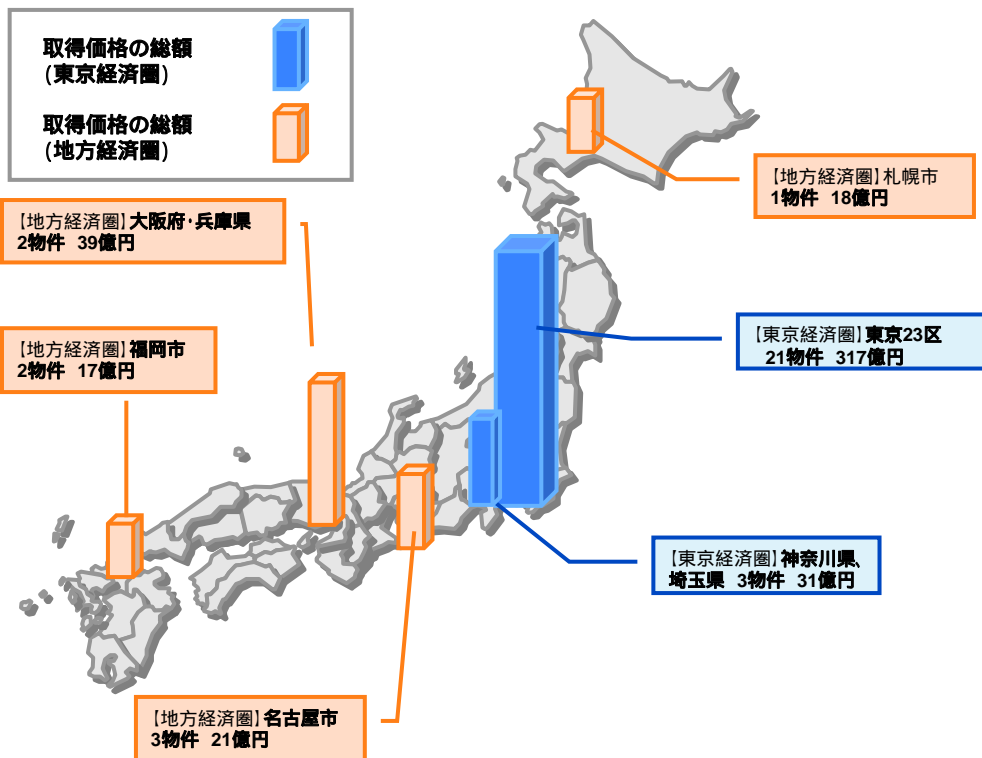 取得価格の総額
(東京経済圏)
取得価格の総額
(地方経済圏)
【地方経済圏】札幌市
1物件 18億円
【地方経済圏】大阪府・兵庫県
2物件 39億円
【東京経済圏】東京23区
21物件 317億円
【地方経済圏】福岡市
2物件 17億円
【東京経済圏】神奈川県、
埼玉県 3物件 31億円
【地方経済圏】名古屋市
3物件 21億円